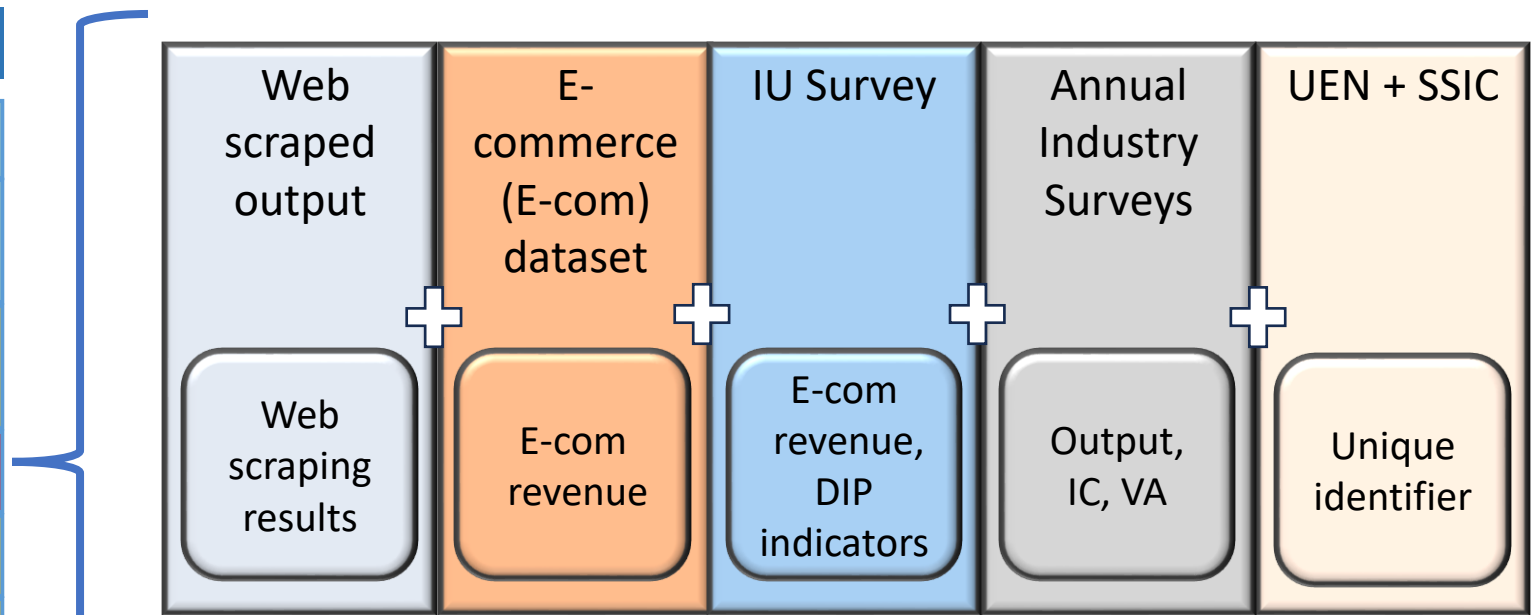 Web
scraped
output
E-
commerce
(E-com)
dataset
IU Survey
Annual
Industry
Surveys
UEN + SSIC
Web
scraping
results
E-com
revenue
E-com
revenue,
DIP
indicators
Output,
IC, VA
Unique
identifier